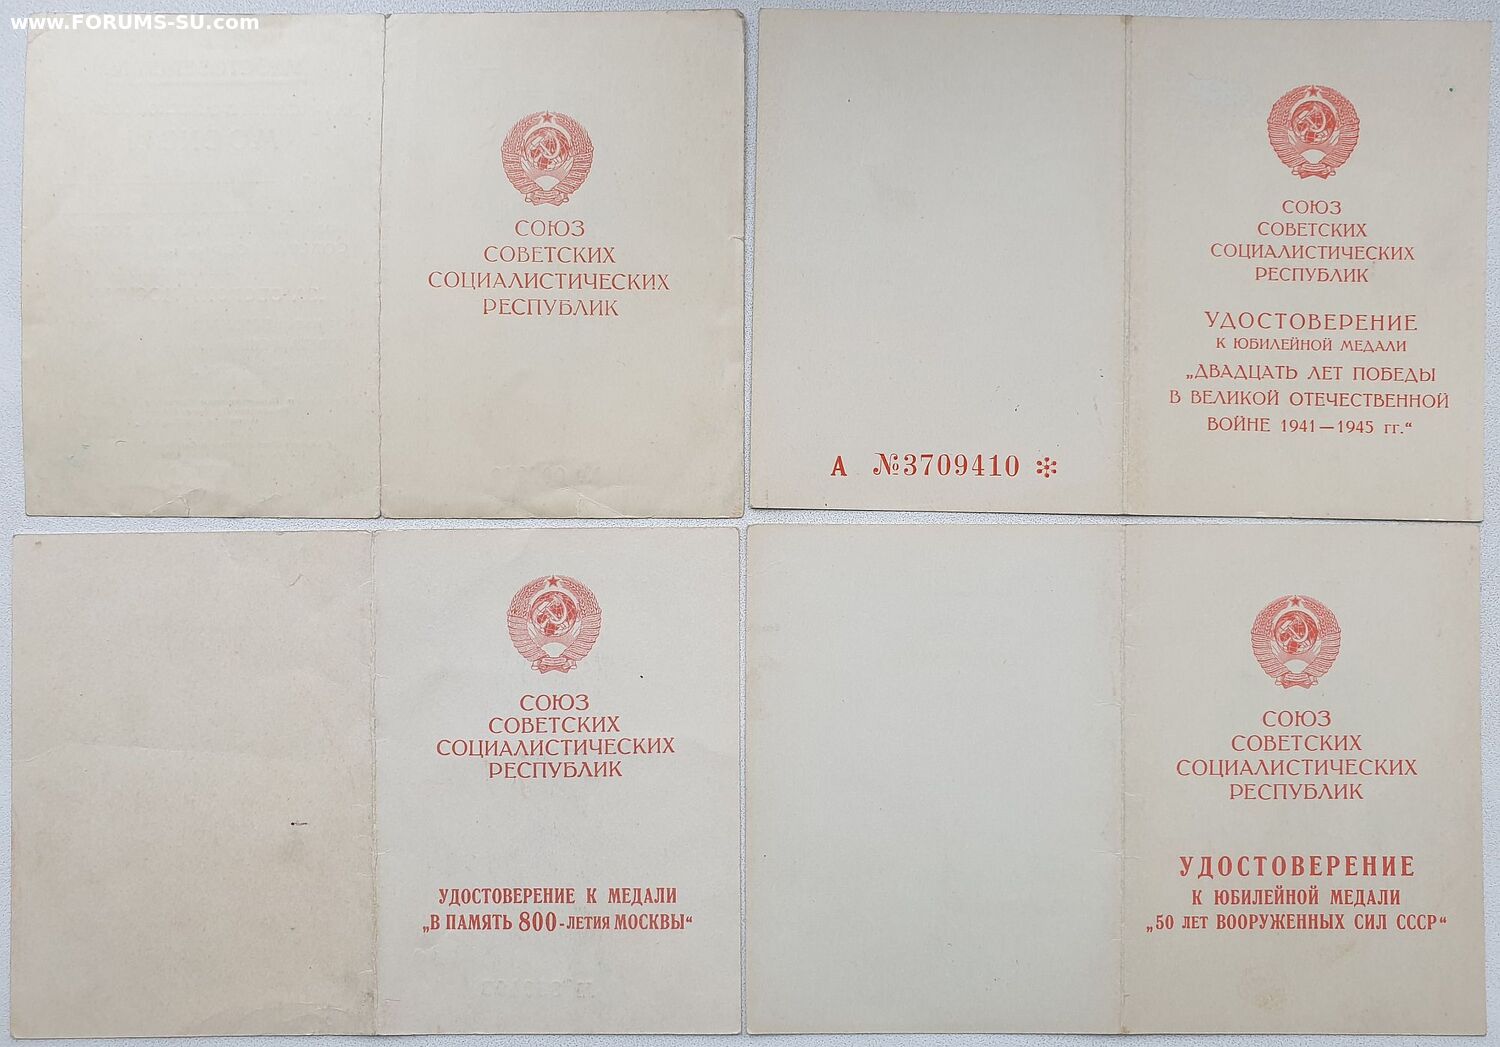 www.FORUMS-SU.com
СОЮЗ
СОВЕТСКИХ
СОЦИАЛИСТИЧЕСКИХ
РЕСПУБЛИК
СОЮЗ
СОВЕТСКИХ
СОЦИАЛИСТИЧЕСКИХ
РЕСПУБЛИК
УДОСТОВЕРЕНИЕ
К ЮБИЛЕЙНОЙ МЕДАЛИ
„ДВАДЦАТЬ ЛЕТ ПОБЕДЫ
В ВЕЛИКОЙ ОТЕЧЕСТВЕННОЙ
ВОЙНЕ 1941—1945 гг.“
А №3709410 ✻
СОЮЗ
СОВЕТСКИХ
СОЦИАЛИСТИЧЕСКИХ
РЕСПУБЛИК
УДОСТОВЕРЕНИЕ К МЕДАЛИ
„В ПАМЯТЬ 800-ЛЕТИЯ МОСКВЫ“
СОЮЗ
СОВЕТСКИХ
СОЦИАЛИСТИЧЕСКИХ
РЕСПУБЛИК
УДОСТОВЕРЕНИЕ
К ЮБИЛЕЙНОЙ МЕДАЛИ
„50 ЛЕТ ВООРУЖЕННЫХ СИЛ СССР“